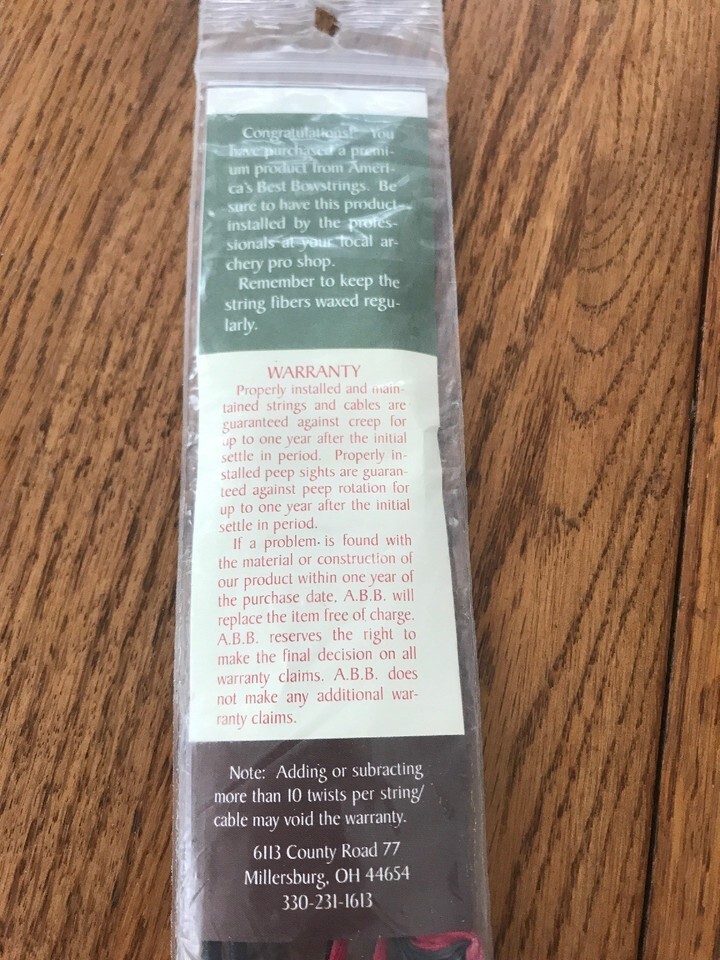 Congratulations! You
have purchased a premi-
um product from Ameri-
ca's Best Bowstrings. Be
sure to have this product
installed by the profes-
sionals at your local ar-
chery pro shop.
Remember to keep the
string fibers waxed regu-
larly.
WARRANTY
Properly installed and main-
tained strings and cables are
guaranteed against creep for
up to one year after the initial
settle in period. Properly in-
stalled peep sights are guaran-
teed against peep rotation for
up to one year after the initial
settle in period.
If a problem is found with
the material or construction of
our product within one year of
the purchase date, A.B.B. will
replace the item free of charge.
A.B.B. reserves the right to
make the final decision on all
warranty claims. A.B.B. does
not make any additional war-
ranty claims.
Note: Adding or subracting
more than 10 twists per string/
cable may void the warranty.
6113 County Road 77
Millersburg, OH 44654
330-231-1613